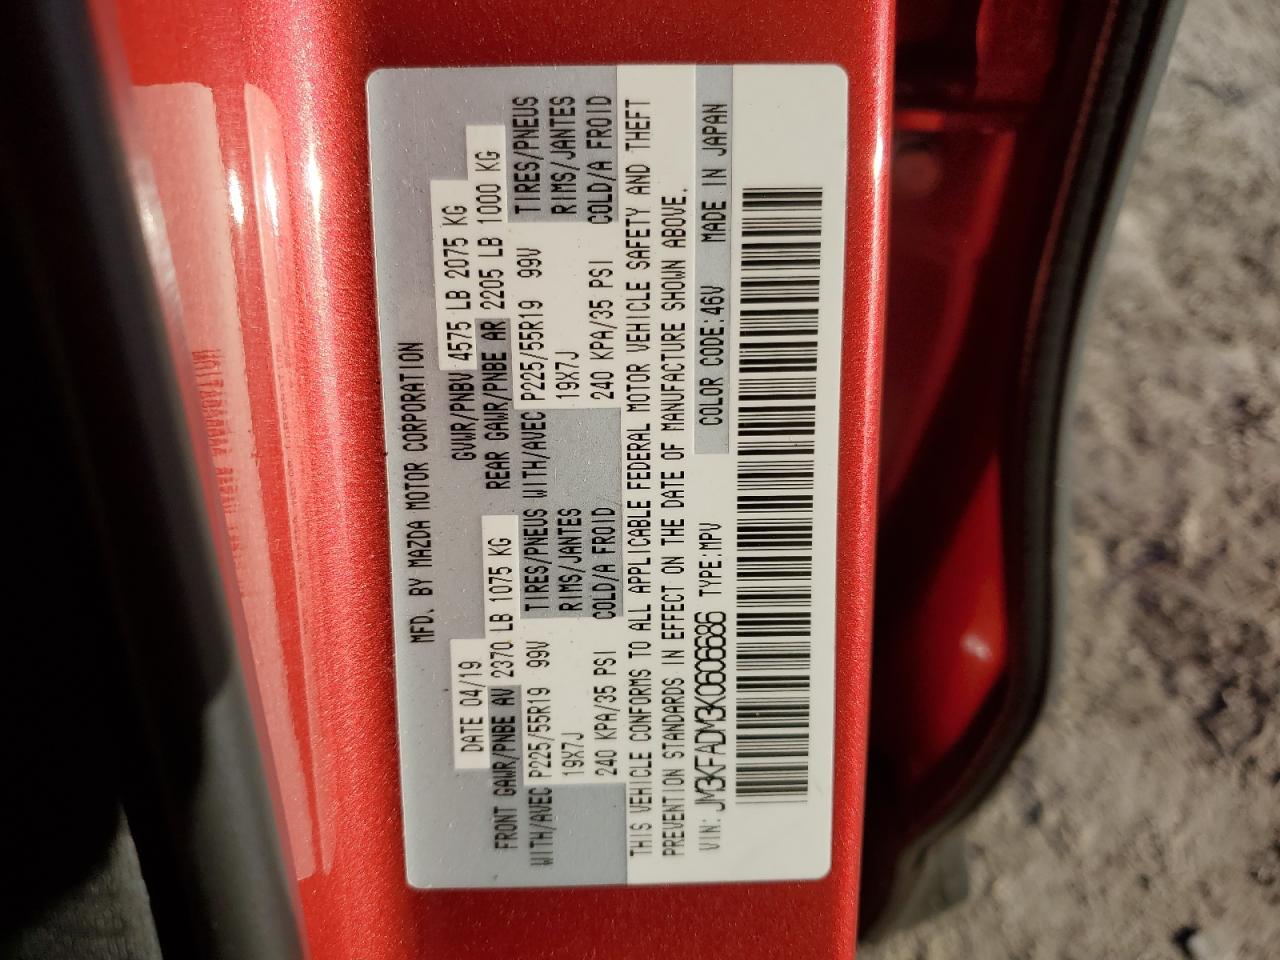 MFD. BY MAZDA MOTOR CORPORATION
DATE 04/19 GVWR/PNBV 4575 LB 2075 KG
FRONT GAWR/PNBE AV 2370 LB 1075 KG REAR GAWR/PNBE AR 2205 LB 1000 KG
WITH/AVEC P225/55R19 99V TIRES/PNEUS WITH/AVEC P225/55R19 99V TIRES/PNEUS
19X7J RIMS/JANTES 19X7J RIMS/JANTES
240 KPA/35 PSI COLD/A FROID 240 KPA/35 PSI COLD/A FROID
THIS VEHICLE CONFORMS TO ALL APPLICABLE FEDERAL MOTOR VEHICLE SAFETY AND THEFT
PREVENTION STANDARDS IN EFFECT ON THE DATE OF MANUFACTURE SHOWN ABOVE.
VIN: JM3KFADM3K0606686 TYPE:MPV COLOR CODE:46V MADE IN JAPAN